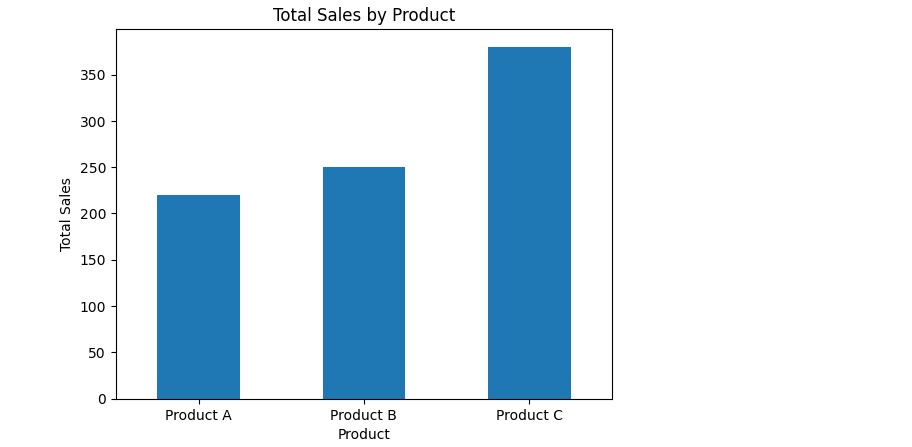 Total Sales by Product
Total Sales
350
300
250
200
150
100
50
0
Product A Product B Product C
Product